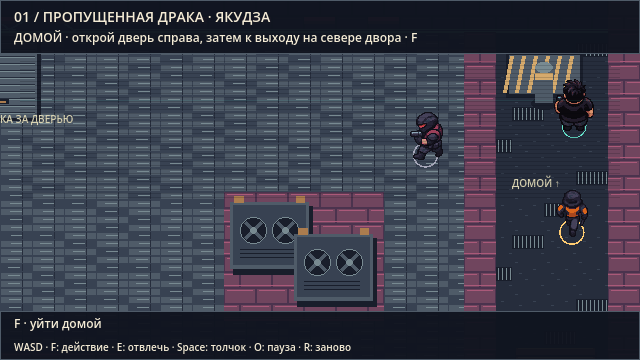 01 / ПРОПУЩЕННАЯ ДРАКА · ЯКУДЗА
ДОМОЙ · открой дверь справа, затем к выходу на севере двора · F
КА ЗА ДВЕРЬЮ
ДОМОЙ ↑
F · уйти домой
WASD · F: действие · E: отвлечь · Space: толчок · O: пауза · R: заново